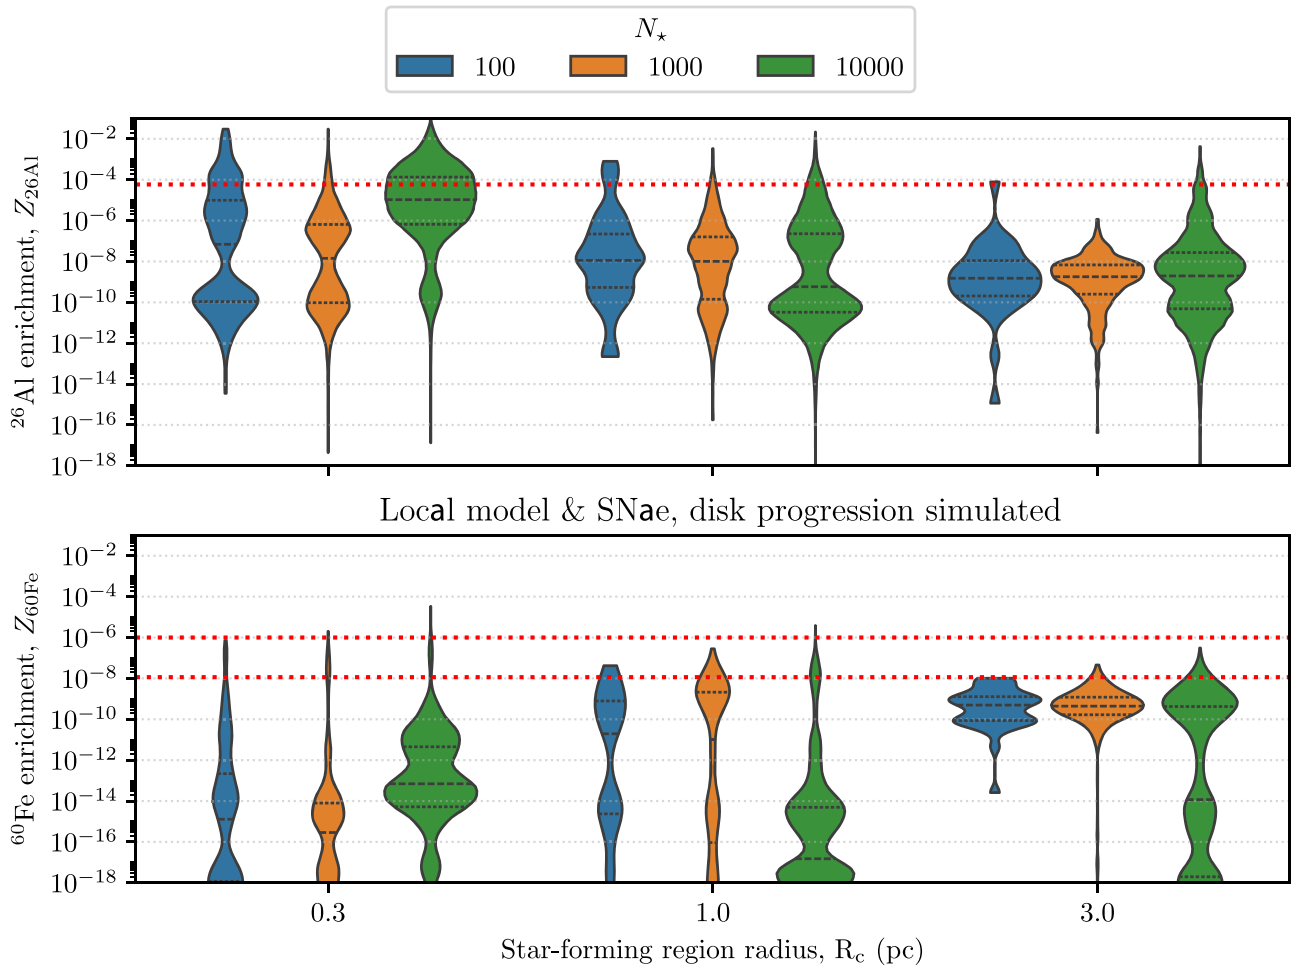 N⋆
100 1000 10000
10⁻²
10⁻⁴
10⁻⁶
10⁻⁸
10⁻¹⁰
10⁻¹²
10⁻¹⁴
10⁻¹⁶
10⁻¹⁸
²⁶Al enrichment, Z₂₆Al
Local model & SNae, disk progression simulated
10⁻²
10⁻⁴
10⁻⁶
10⁻⁸
10⁻¹⁰
10⁻¹²
10⁻¹⁴
10⁻¹⁶
10⁻¹⁸
⁶⁰Fe enrichment, Z₆₀Fe
0.3 1.0 3.0
Star-forming region radius, Rc (pc)